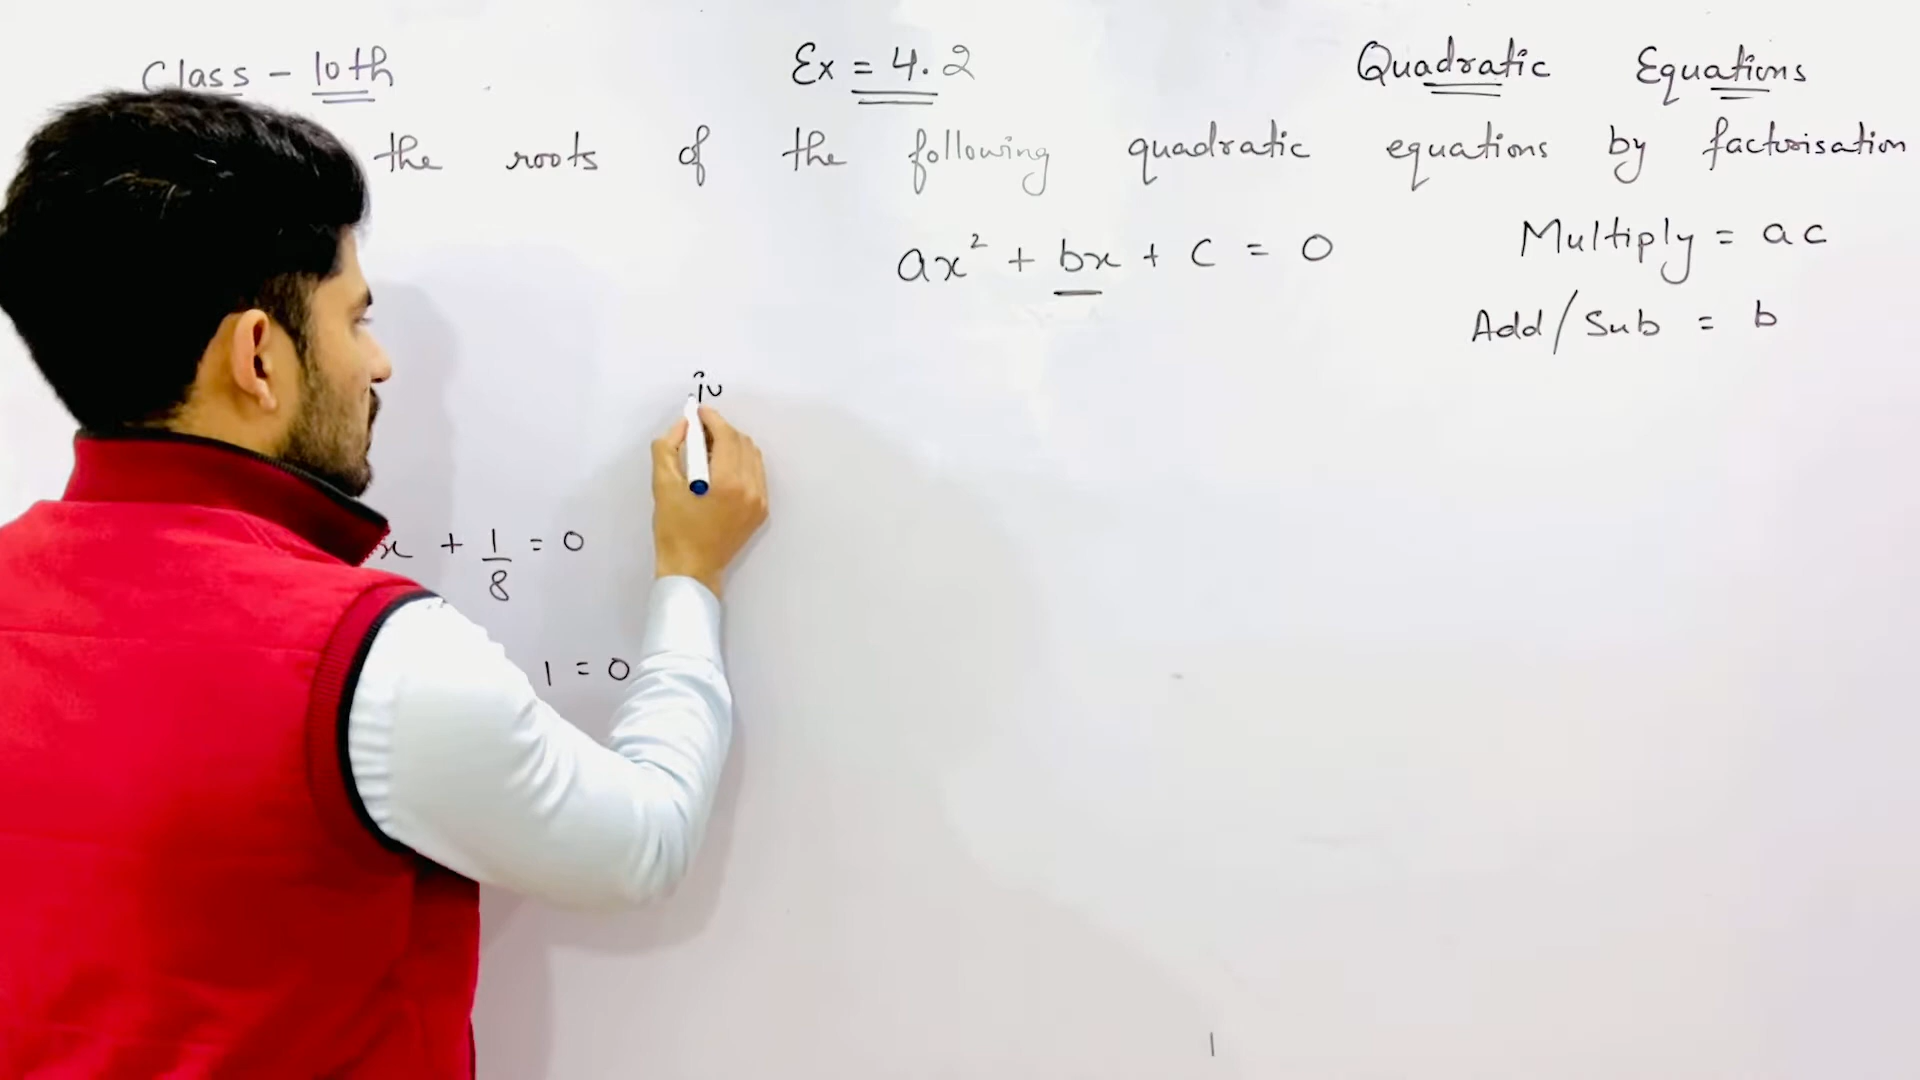 Class - 10th Ex = 4.2 Quadratic Equations
the roots of the following quadratic equations by factorisation
ax² + bx + c = 0 Multiply = ac
Add/Sub = b
iv
x + 1/8 = 0
1 = 0